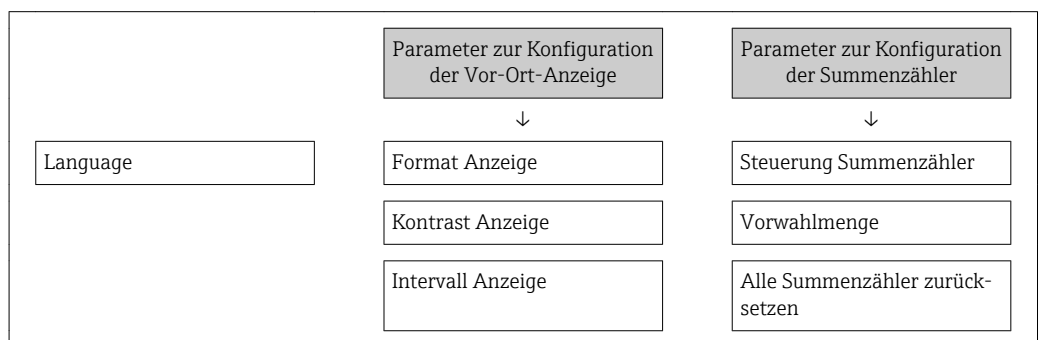 Parameter zur Konfiguration
der Vor-Ort-Anzeige
Parameter zur Konfiguration
der Summenzähler
↓
↓
Language
Format Anzeige
Steuerung Summenzähler
Kontrast Anzeige
Vorwahlmenge
Intervall Anzeige
Alle Summenzähler zurück-
setzen